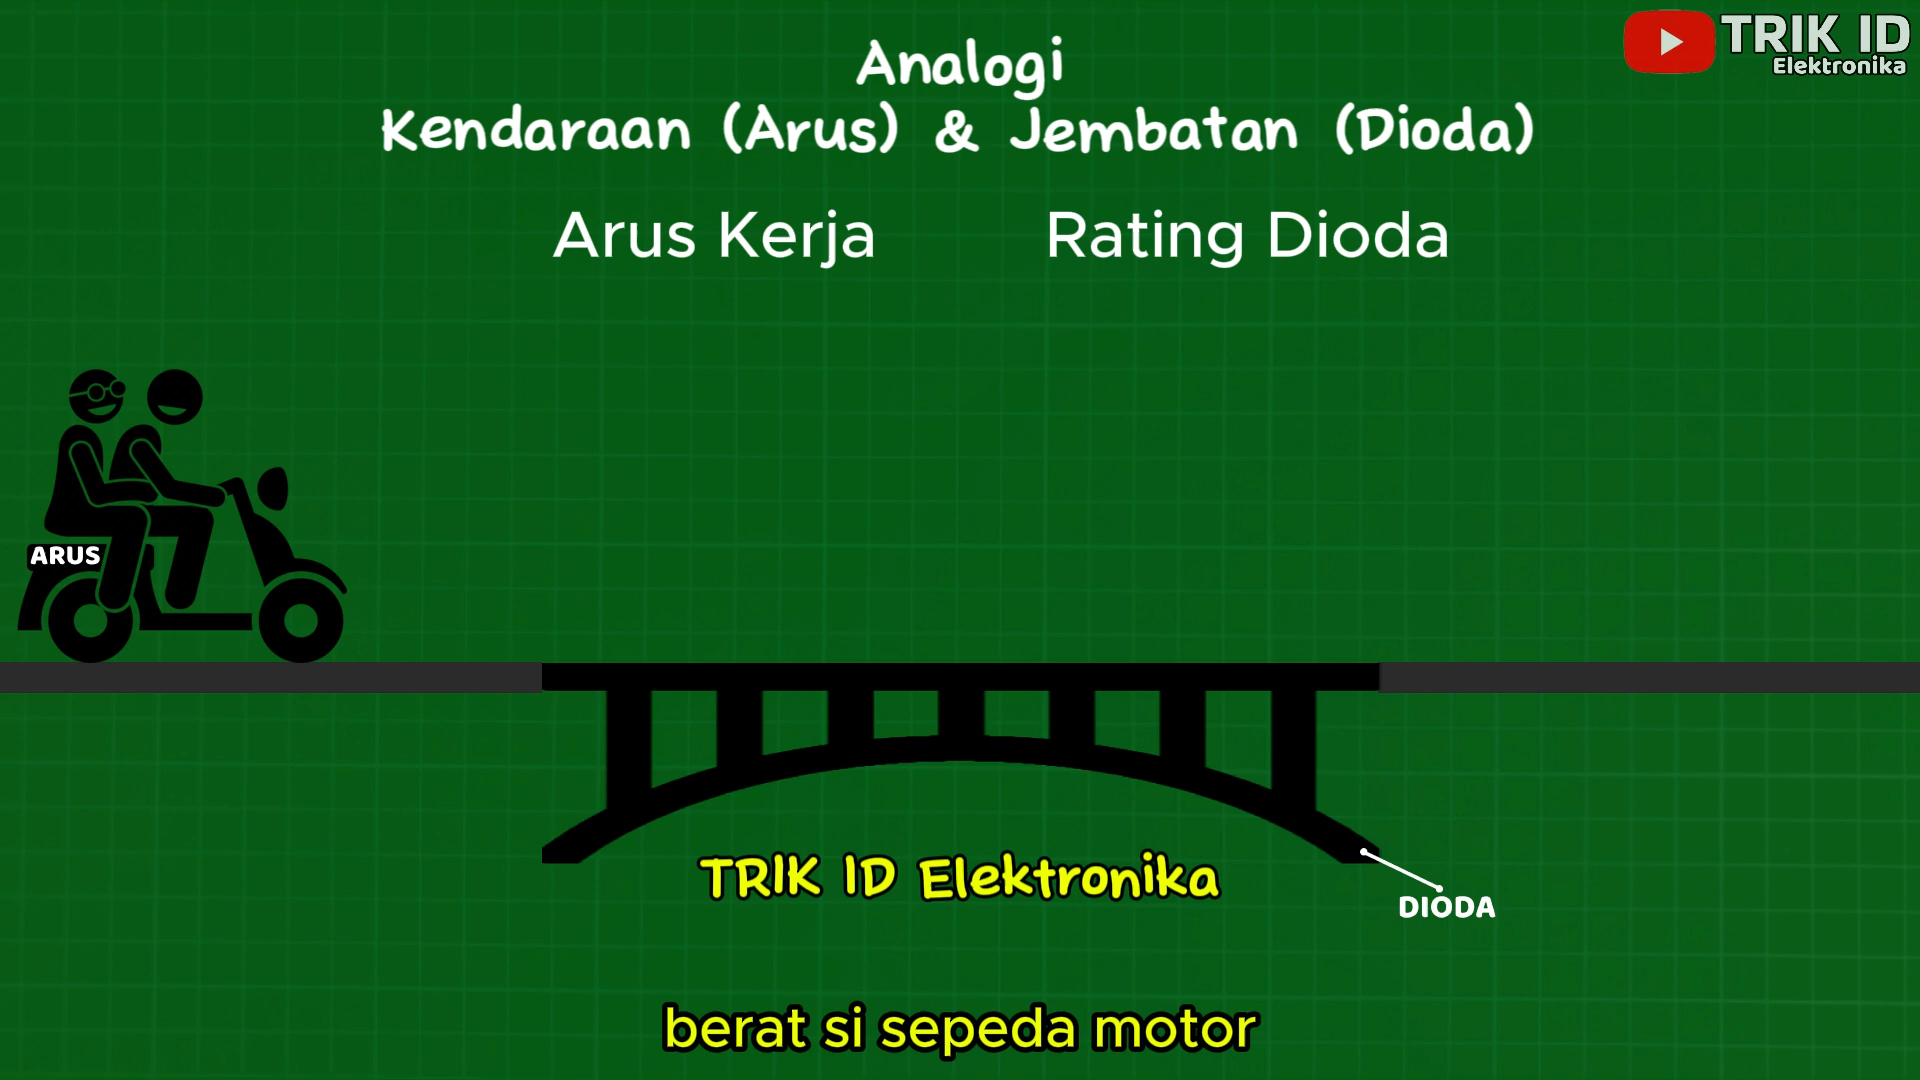 TRIK ID
Elektronika
Analogi
Kendaraan (Arus) & Jembatan (Dioda)
Arus Kerja
Rating Dioda
ARUS
TRIK ID Elektronika
DIODA
berat si sepeda motor